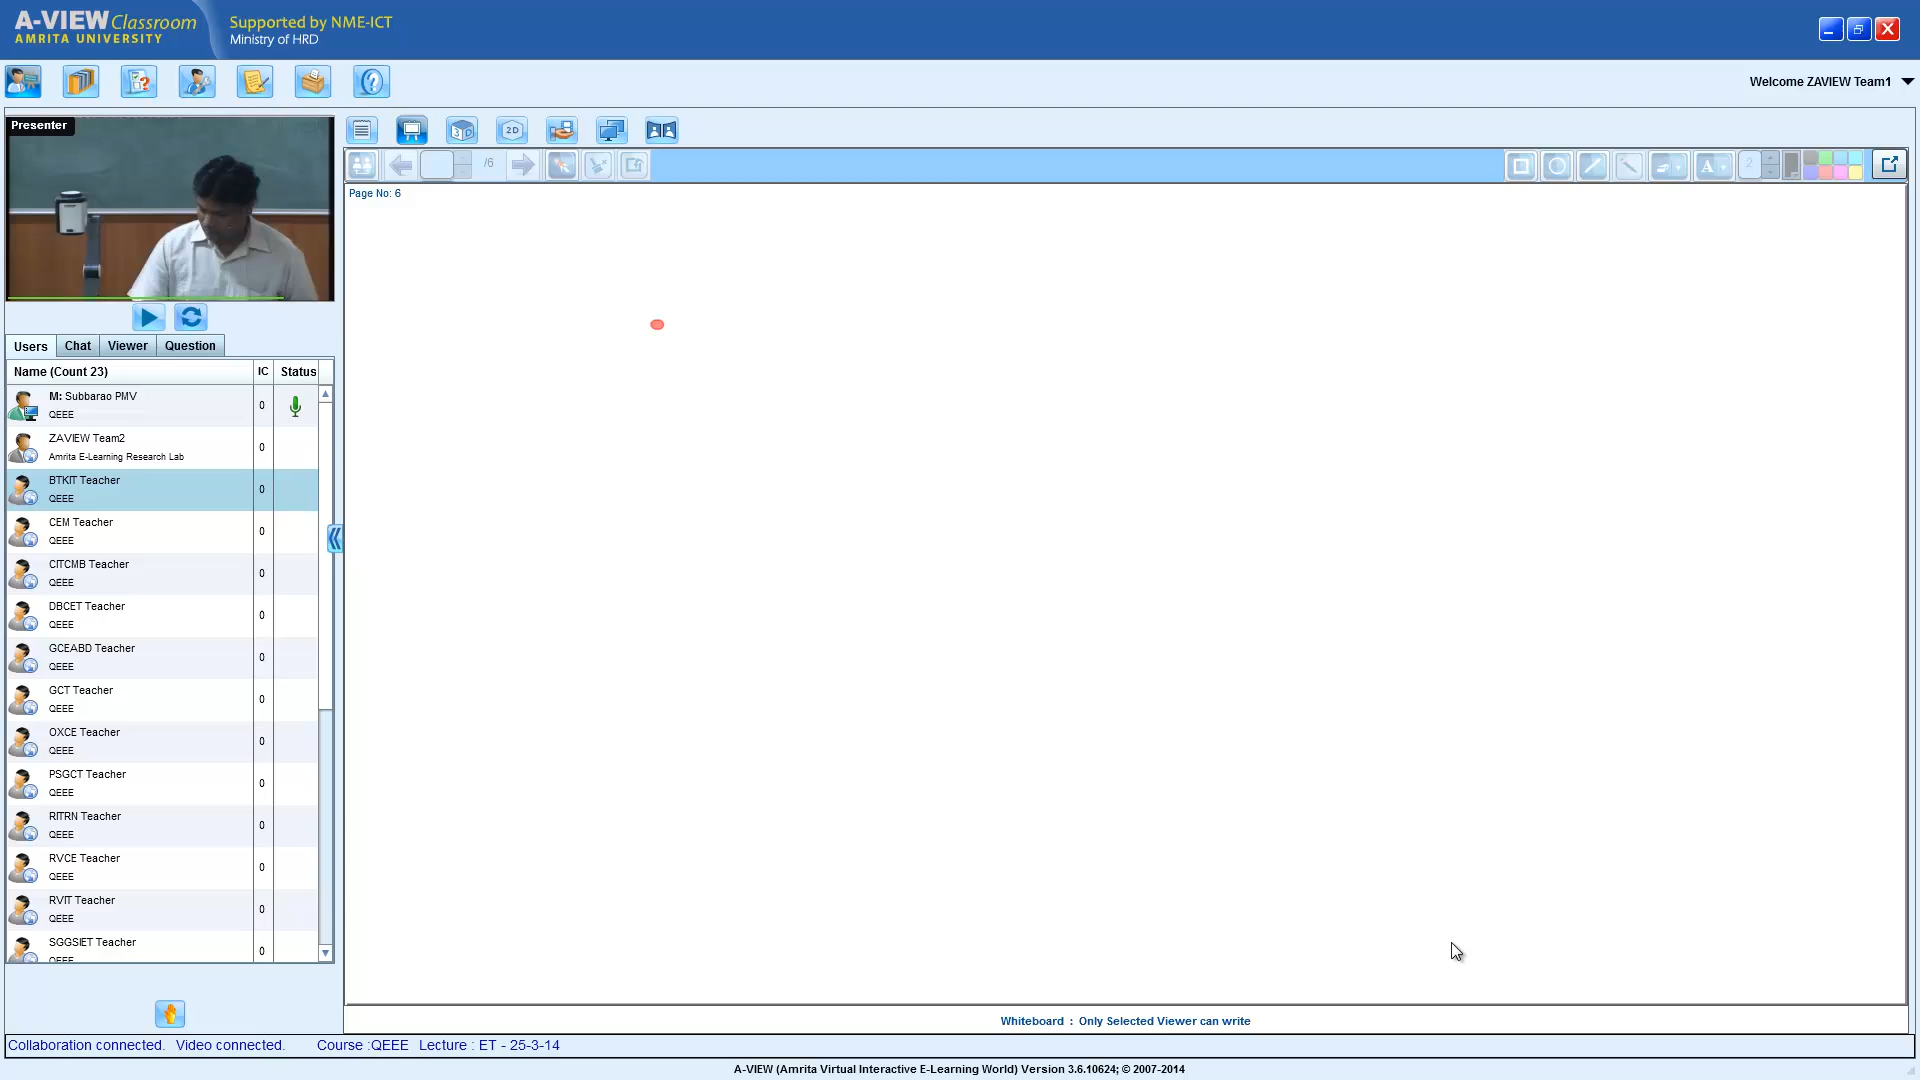 A-VIEW Classroom
AMRITA UNIVERSITY
Supported by NME-ICT
Ministry of HRD
Welcome ZAVIEW Team1
Presenter
3D
2D
/6
A
2
Page No: 6
Users
Chat
Viewer
Question
Name (Count 23)
IC
Status
M: Subbarao PMV
QEEE
0
ZAVIEW Team2
Amrita E-Learning Research Lab
0
BTKIT Teacher
QEEE
0
CEM Teacher
QEEE
0
CITCMB Teacher
QEEE
0
DBCET Teacher
QEEE
0
GCEABD Teacher
QEEE
0
GCT Teacher
QEEE
0
OXCE Teacher
QEEE
0
PSGCT Teacher
QEEE
0
RITRN Teacher
QEEE
0
RVCE Teacher
QEEE
0
RVIT Teacher
QEEE
0
SGGSIET Teacher
QEEE
0
Whiteboard : Only Selected Viewer can write
Collaboration connected. Video connected. Course :QEEE Lecture : ET - 25-3-14
A-VIEW (Amrita Virtual Interactive E-Learning World) Version 3.6.10624; © 2007-2014